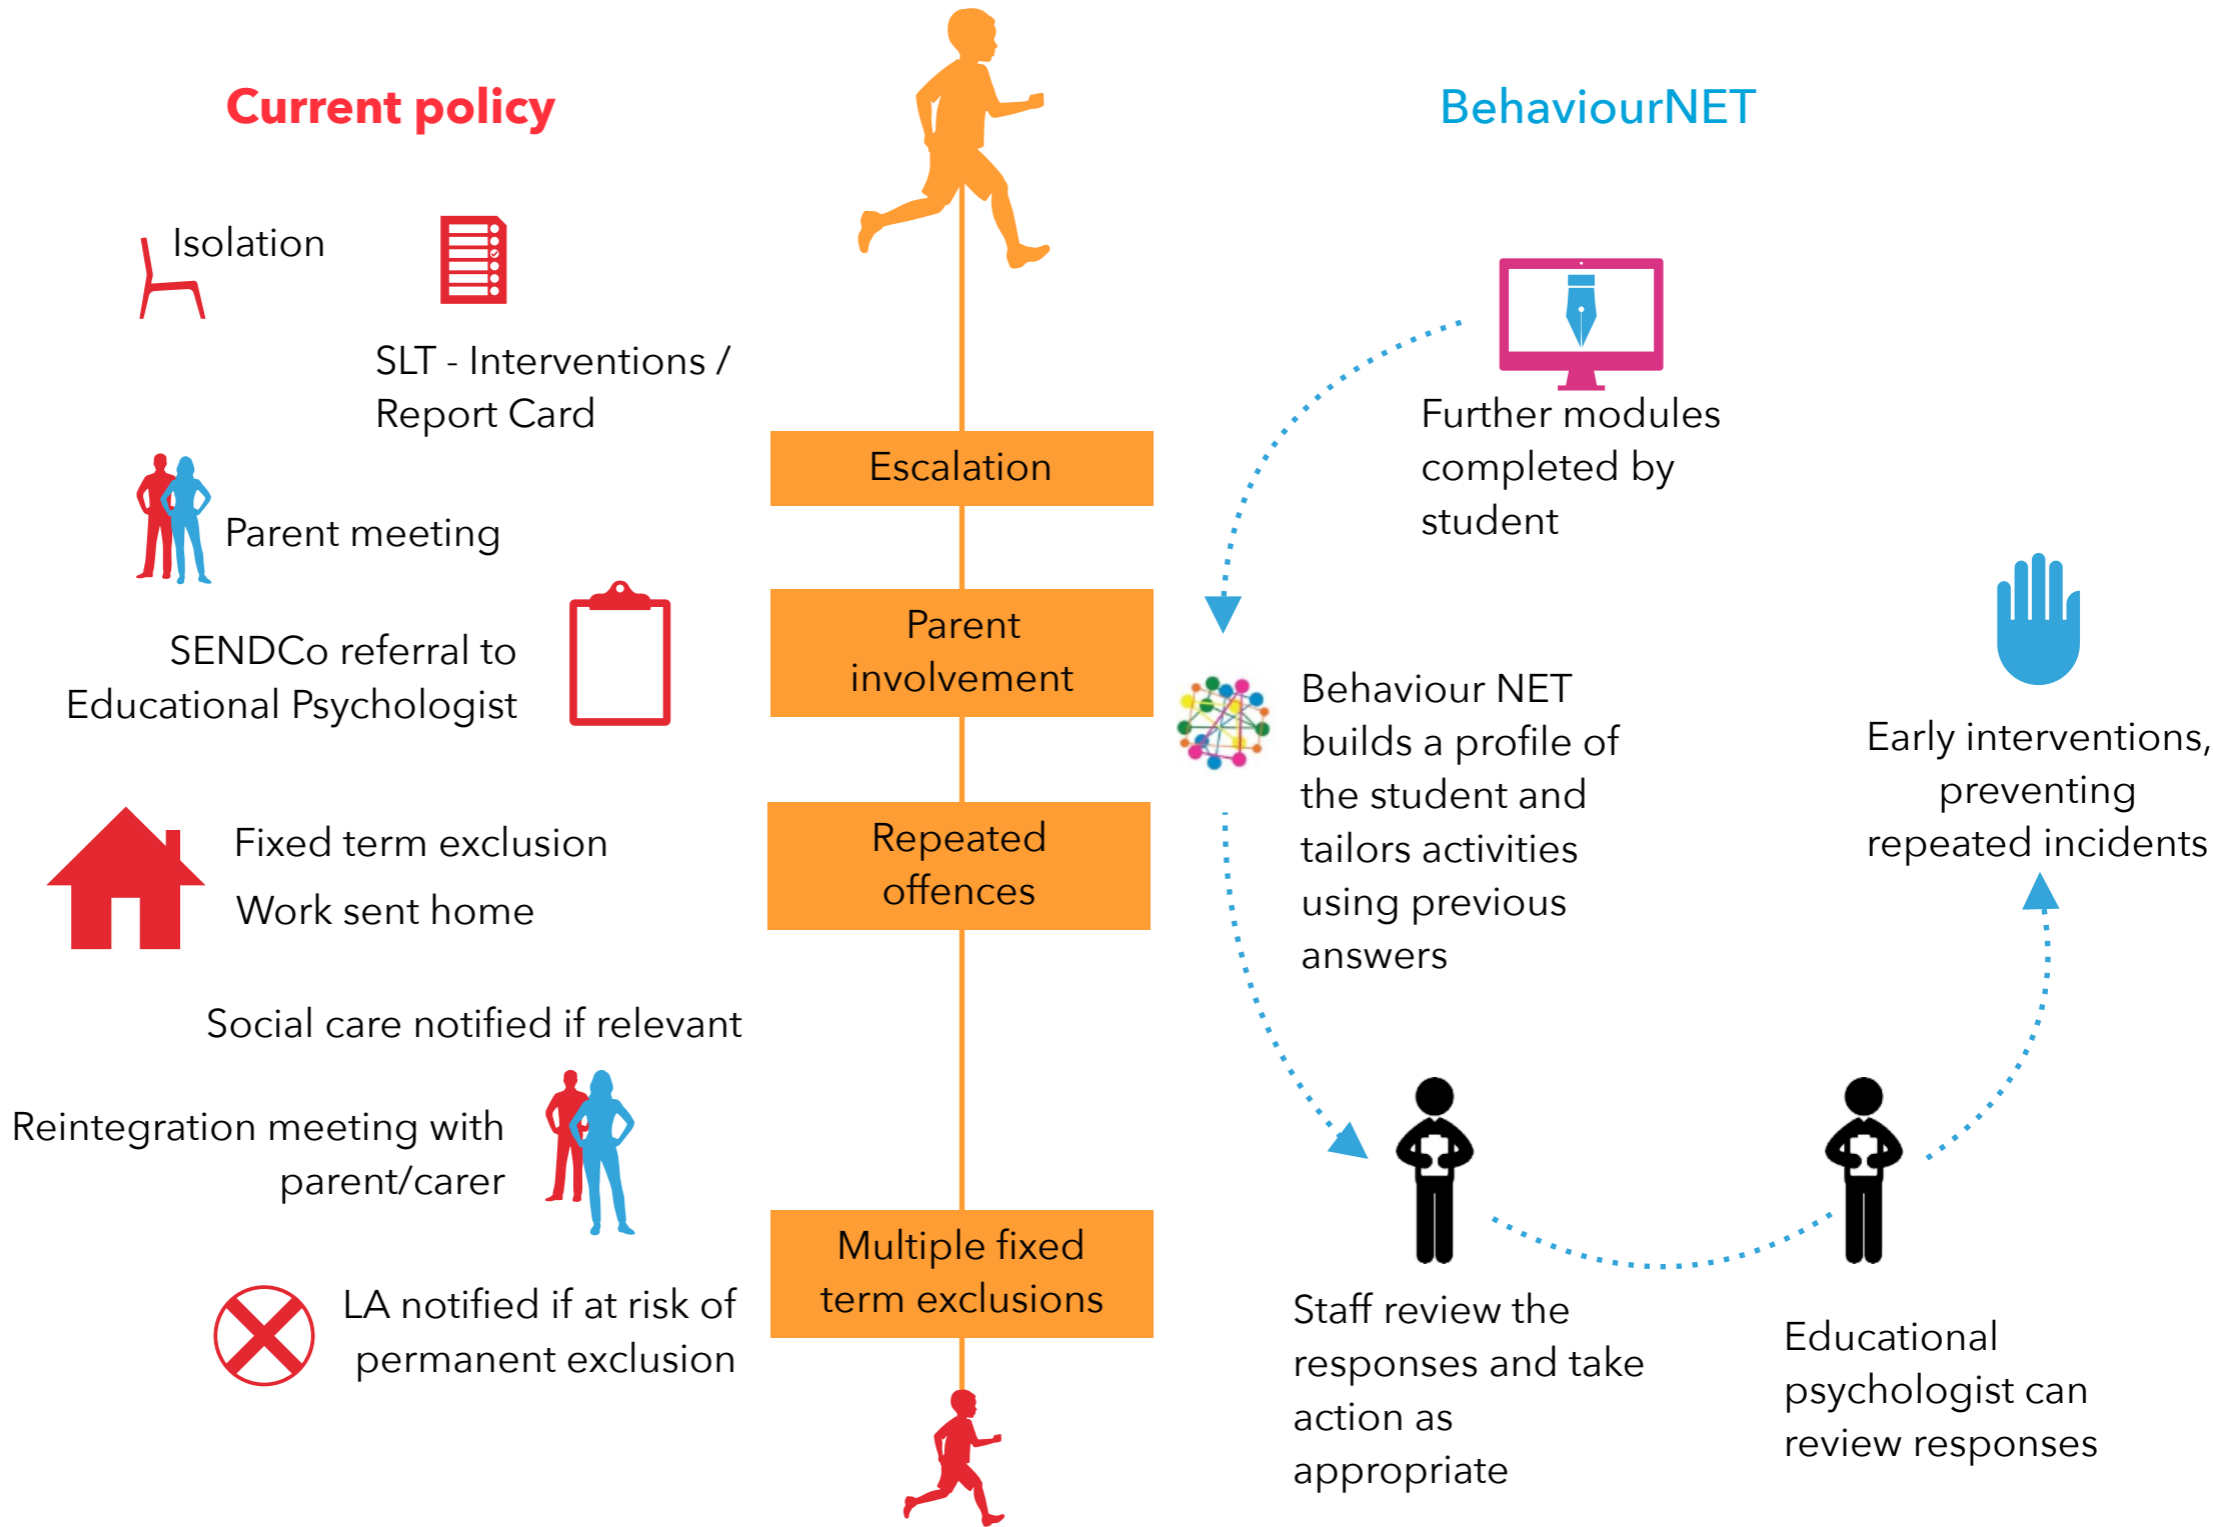 Current policy
Isolation
SLT - Interventions /
Report Card
Parent meeting
SENDCo referral to
Educational Psychologist
Fixed term exclusion
Work sent home
Social care notified if relevant
Reintegration meeting with
parent/carer
LA notified if at risk of
permanent exclusion
Escalation
Parent
involvement
Repeated
offences
Multiple fixed
term exclusions
BehaviourNET
Further modules
completed by
student
Behaviour NET
builds a profile of
the student and
tailors activities
using previous
answers
Staff review the
responses and take
action as
appropriate
Educational
psychologist can
review responses
Early interventions,
preventing
repeated incidents